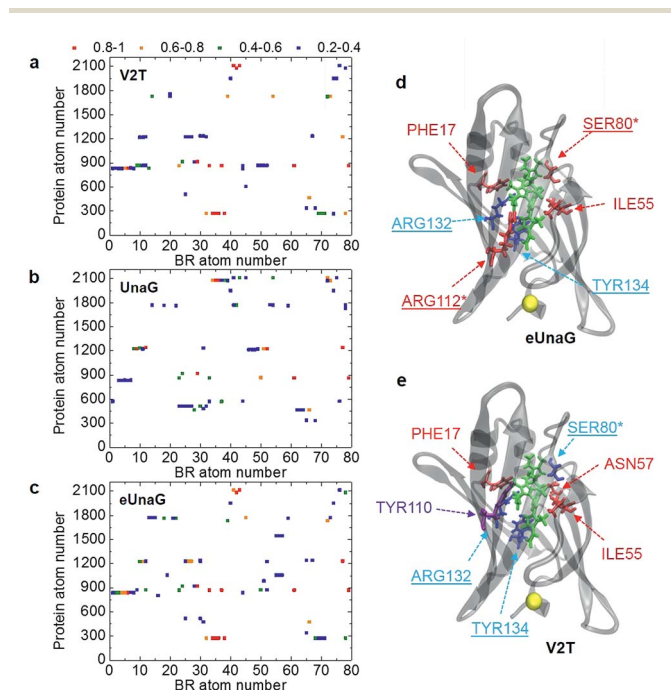 0.8-1 0.6-0.8 0.4-0.6 0.2-0.4
a
V2T
Protein atom number
2100
1800
1500
1200
900
600
300
0 10 20 30 40 50 60 70 80
BR atom number
b
UnaG
Protein atom number
2100
1800
1500
1200
900
600
300
0 10 20 30 40 50 60 70 80
BR atom number
c
eUnaG
Protein atom number
2100
1800
1500
1200
900
600
300
0 10 20 30 40 50 60 70 80
BR atom number
d
PHE17
SER80*
ARG132
ILE55
ARG112*
TYR134
eUnaG
e
PHE17
SER80*
ASN57
TYR110
ILE55
ARG132
TYR134
V2T